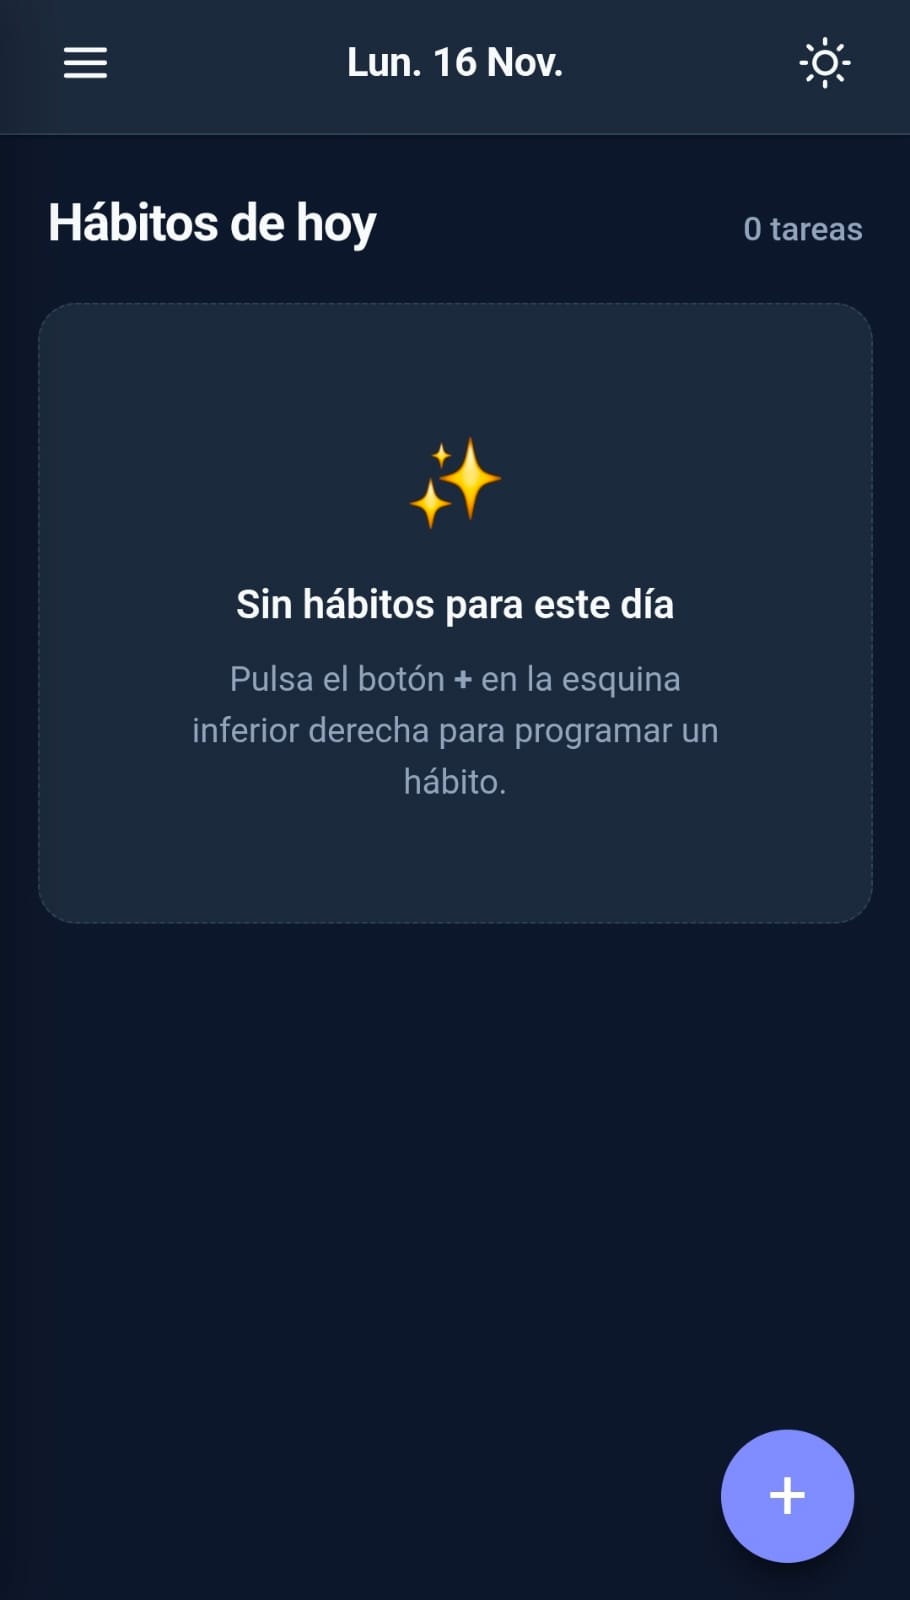 Lun. 16 Nov.
Hábitos de hoy
0 tareas
Sin hábitos para este día
Pulsa el botón + en la esquina
inferior derecha para programar un
hábito.
+